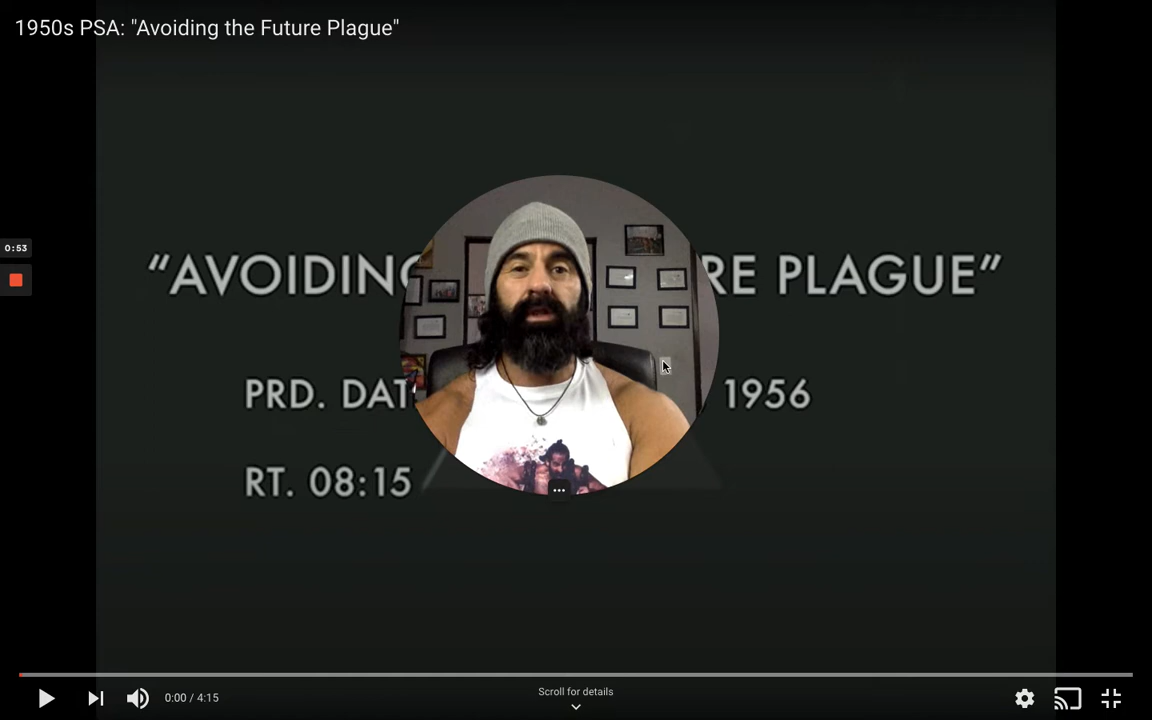 1950s PSA: "Avoiding the Future Plague"
0:53
“AVOIDING RE PLAGUE”
PRD. DAT 1956
RT. 08:15
0:00 / 4:15
Scroll for details